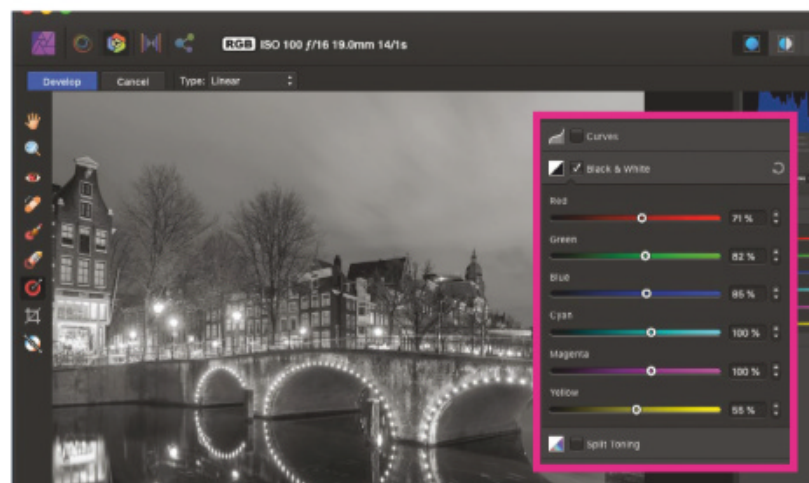 RGB ISO 100 ƒ/16 19.0mm 14/1s
Develop Cancel Type: Linear
Curves
Black & White
Red
71 %
Green
82 %
Blue
85 %
Cyan
100 %
Magenta
100 %
Yellow
55 %
Split Toning